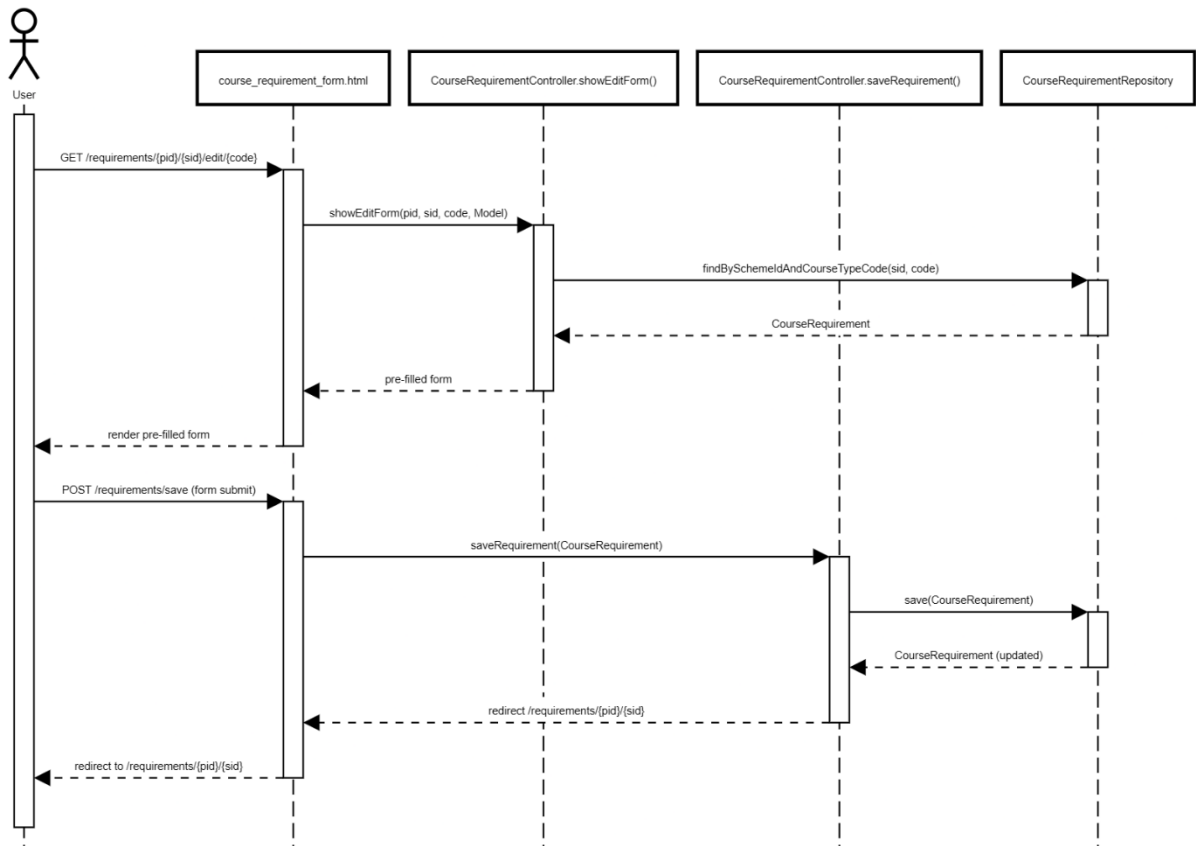 User
course_requirement_form.html
CourseRequirementController.showEditForm()
CourseRequirementController.saveRequirement()
CourseRequirementRepository
GET /requirements/{pid}/{sid}/edit/{code}
showEditForm(pid, sid, code, Model)
findBySchemeIdAndCourseTypeCode(sid, code)
CourseRequirement
pre-filled form
render pre-filled form
POST /requirements/save (form submit)
saveRequirement(CourseRequirement)
save(CourseRequirement)
CourseRequirement (updated)
redirect /requirements/{pid}/{sid}
redirect to /requirements/{pid}/{sid}